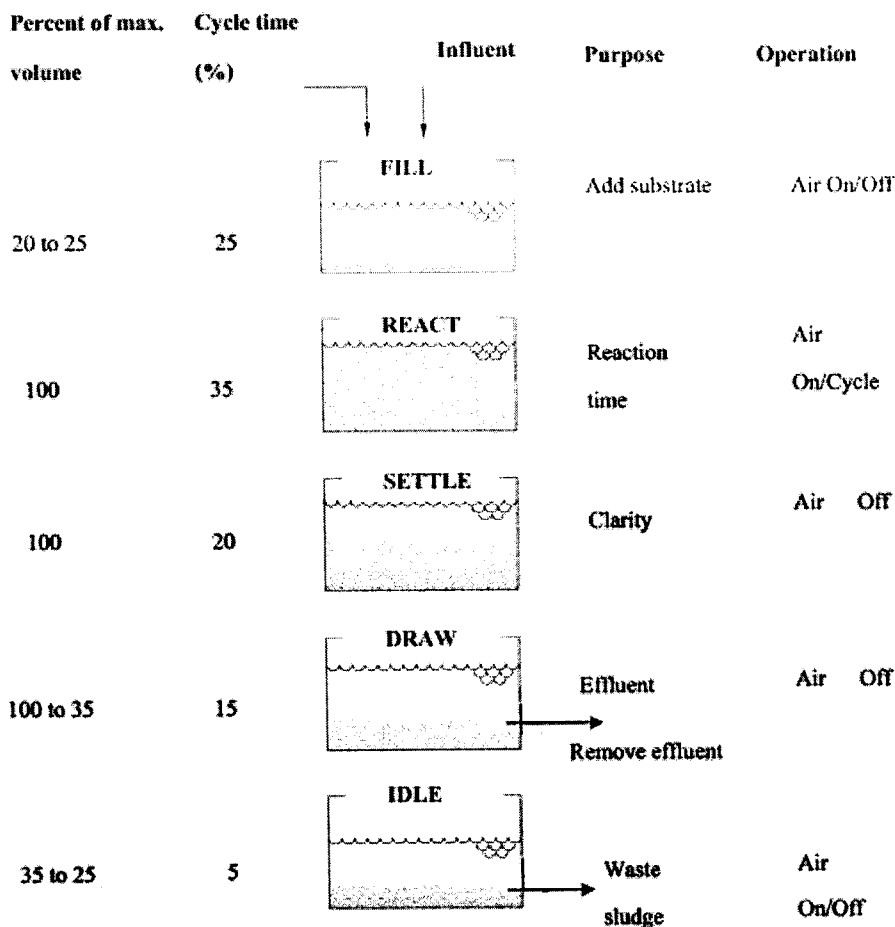 Percent of max. Cycle time
Influent Purpose Operation
volume (%)
FILL
Add substrate Air On/Off
20 to 25 25
REACT
Reaction Air
100 35 time On/Cycle
SETTLE
Clarity Air Off
100 20
DRAW
Effluent Air Off
100 to 35 15
Remove effluent
IDLE
35 to 25 5 Waste Air
sludge On/Off